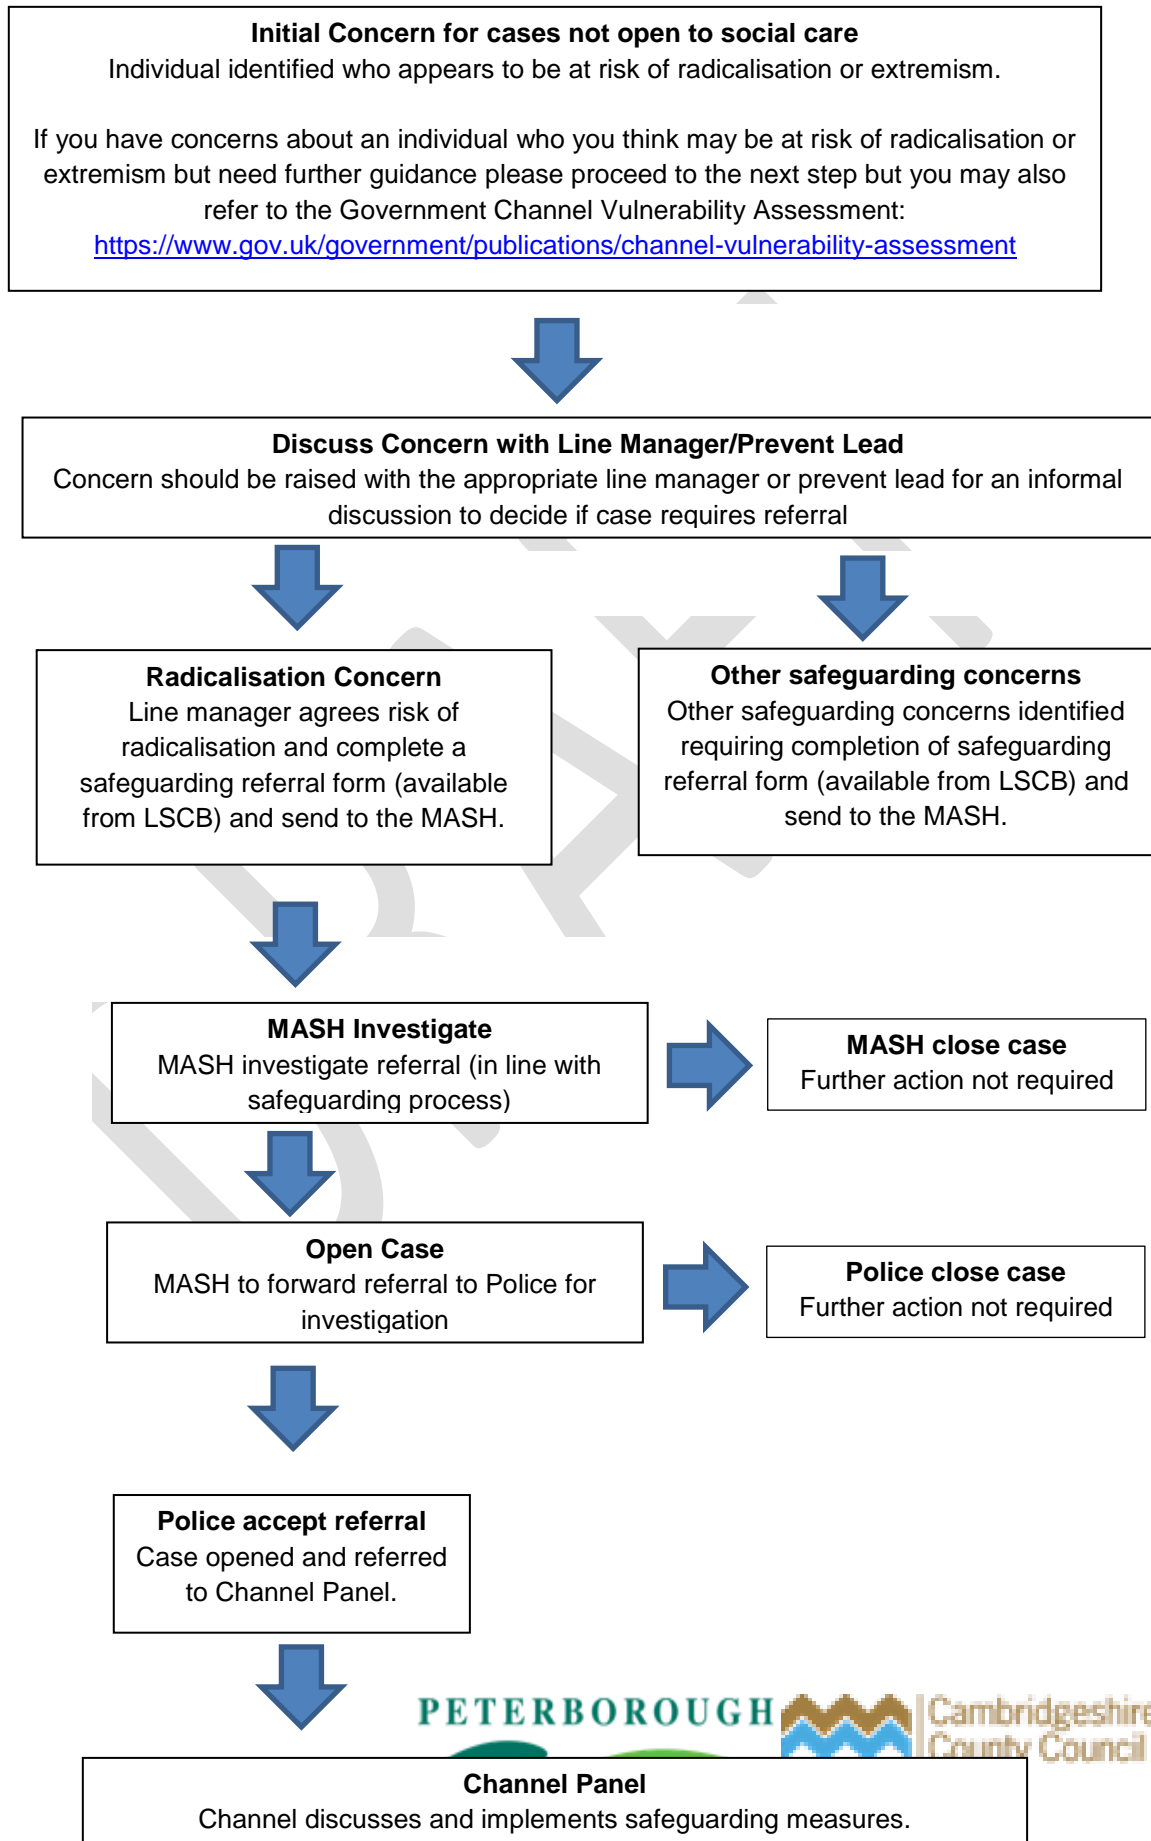 Initial Concern for cases not open to social care
Individual identified who appears to be at risk of radicalisation or extremism.
If you have concerns about an individual who you think may be at risk of radicalisation or
extremism but need further guidance please proceed to the next step but you may also
refer to the Government Channel Vulnerability Assessment:
https://www.gov.uk/government/publications/channel-vulnerability-assessment
Discuss Concern with Line Manager/Prevent Lead
Concern should be raised with the appropriate line manager or prevent lead for an informal
discussion to decide if case requires referral
Radicalisation Concern
Line manager agrees risk of
radicalisation and complete a
safeguarding referral form (available
from LSCB) and send to the MASH.
Other safeguarding concerns
Other safeguarding concerns identified
requiring completion of safeguarding
referral form (available from LSCB) and
send to the MASH.
MASH Investigate
MASH investigate referral (in line with
safeguarding process)
MASH close case
Further action not required
Open Case
MASH to forward referral to Police for
investigation
Police close case
Further action not required
Police accept referral
Case opened and referred
to Channel Panel.
PETERBOROUGH
Cambridgeshire
County Council
Channel Panel
Channel discusses and implements safeguarding measures.